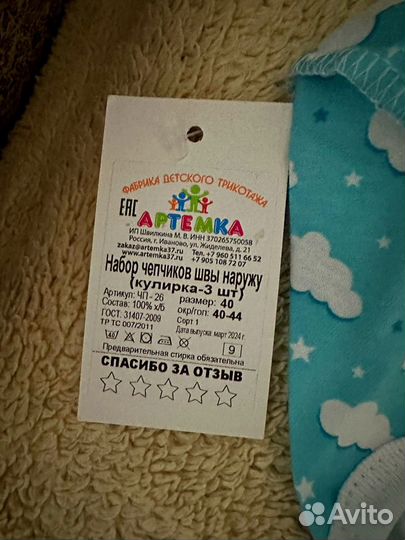 ФАБРИКА ДЕТСКОГО ТРИКОТАЖА
EAC
АРТЕМКА
ИП Швилкина М. В. ИНН 370265750058
Россия, г. Иваново, ул. Жиделева, д. 21
zakaz@artemka37.ru Тел. +7 960 511 66 52
www.artemka37.ru +7 905 108 72 07
Набор чепчиков швы наружу
(кулирка-3 шт)
Артикул: ЧП - 26 размер: 40
Состав: 100% х/б окр/гол: 40-44
ГОСТ. 31407-2009 Сорт 1
ТР ТС 007/2011 Дата выпуска. март 2024 г.
9
Предварительная стирка обязательна
СПАСИБО ЗА ОТЗЫВ
Avito